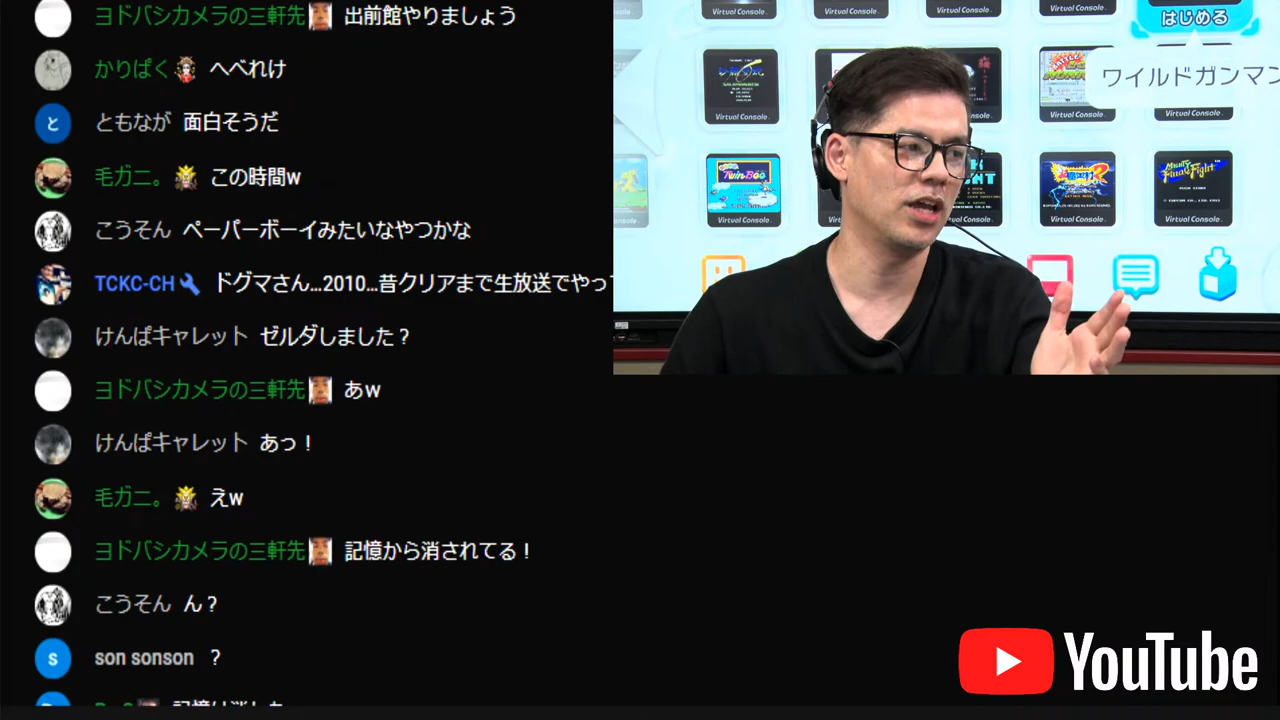 ヨドバシカメラの三軒先 出前館やりましょう
かりぱく へべれけ
と ともなが 面白そうだ
毛ガニ。 この時間w
こうそん ペーパーボーイみたいなやつかな
TCKC-CH ドグマさん...2010...昔クリアまで生放送でやっ
けんぱキャレット ゼルダしました？
ヨドバシカメラの三軒先 あw
けんぱキャレット あっ！
毛ガニ。 えw
ヨドバシカメラの三軒先 記憶から消されてる！
こうそん ん？
s son sonson ？
Virtual Console
Virtual Console
Virtual Console
Virtual Console
はじめる
ワイルドガンマン
Virtual Console
Virtual Console
Virtual Console
TwinBee
Virtual Console
Virtual Console
Virtual Console
MIGHTY Final Fight
Virtual Console
YouTube